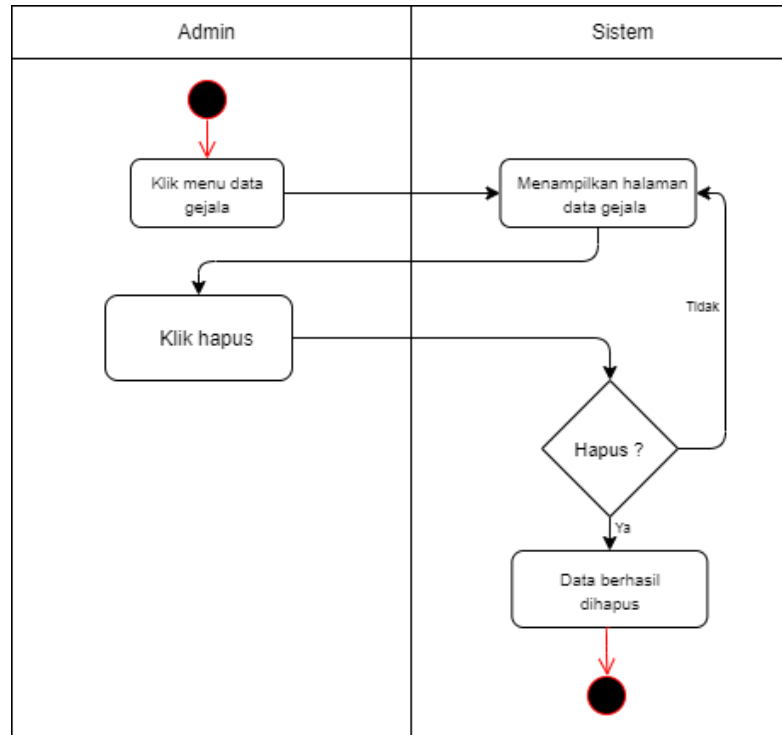 Admin
Sistem
Klik menu data
gejala
Menampilkan halaman
data gejala
Tidak
Klik hapus
Hapus ?
Ya
Data berhasil
dihapus